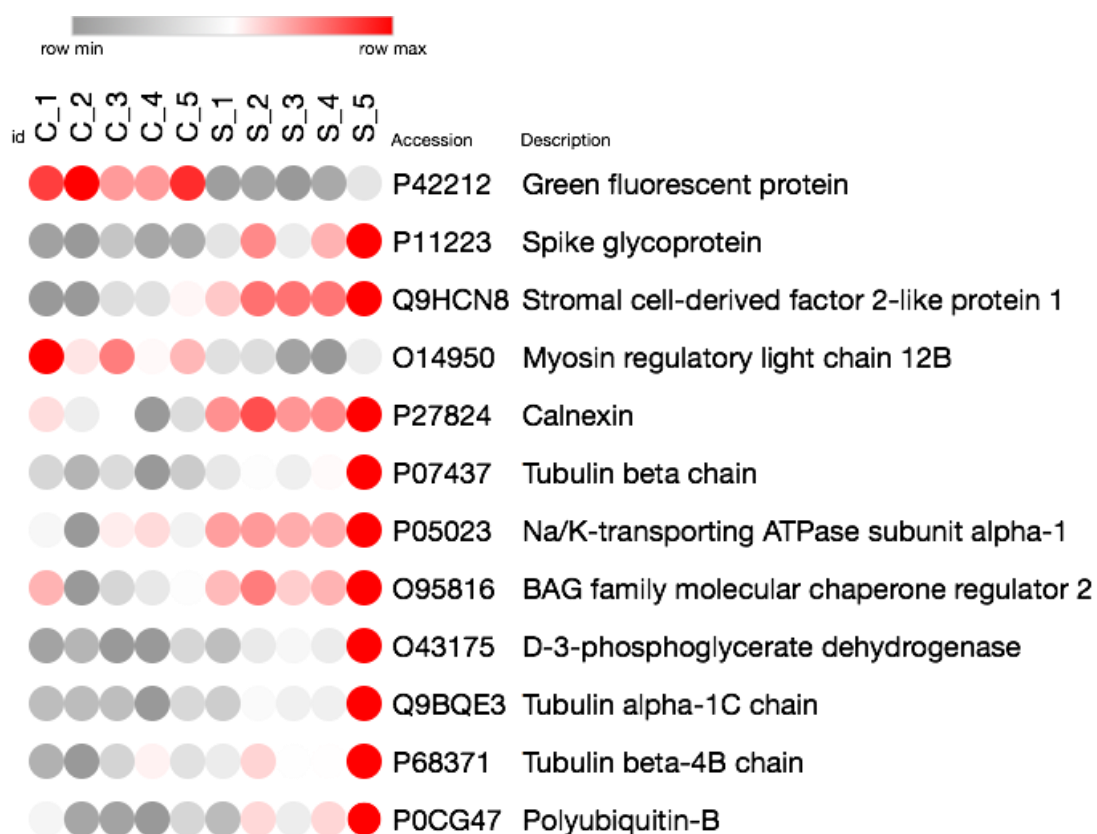 row min row max
id C_1 C_2 C_3 C_4 C_5 S_1 S_2 S_3 S_4 S_5 Accession Description
P42212 Green fluorescent protein
P11223 Spike glycoprotein
Q9HCN8 Stromal cell-derived factor 2-like protein 1
O14950 Myosin regulatory light chain 12B
P27824 Calnexin
P07437 Tubulin beta chain
P05023 Na/K-transporting ATPase subunit alpha-1
O95816 BAG family molecular chaperone regulator 2
O43175 D-3-phosphoglycerate dehydrogenase
Q9BQE3 Tubulin alpha-1C chain
P68371 Tubulin beta-4B chain
P0CG47 Polyubiquitin-B